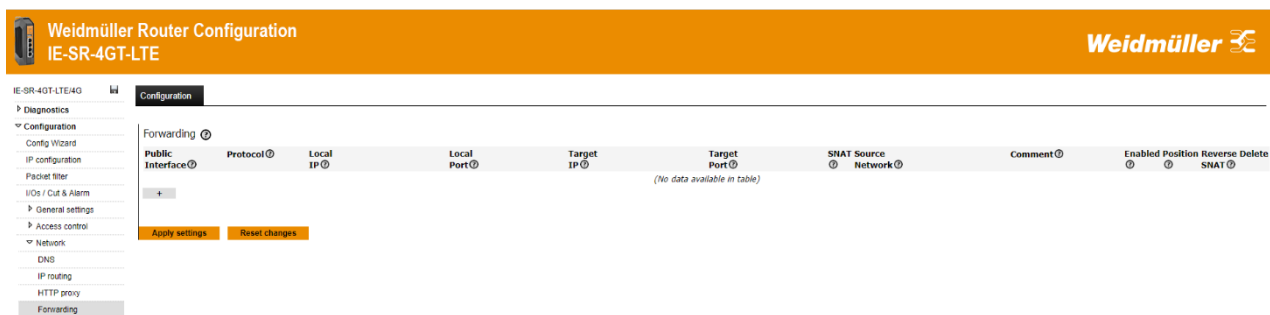 Weidmüller Router Configuration
IE-SR-4GT-LTE
Weidmüller
IE-SR-4GT-LTE/4G
Diagnostics
Configuration
Config Wizard
IP configuration
Packet filter
I/Os / Cut & Alarm
General settings
Access control
Network
DNS
IP routing
HTTP proxy
Forwarding
Configuration
Forwarding
Public Protocol Local Local Target Target SNAT Source Comment Enabled Position Reverse Delete
Interface IP Port IP Port Network SNAT
(No data available in table)
+
Apply settings Reset changes